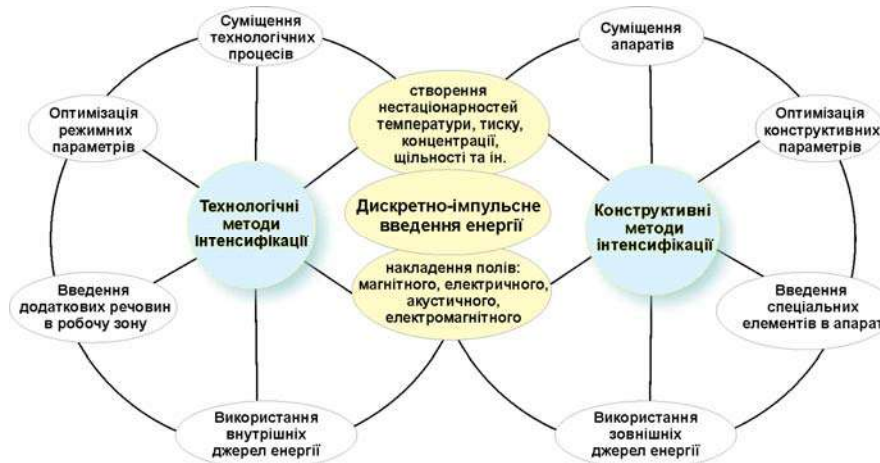 Суміщення
технологічних
процесів
Суміщення
апаратів
створення
нестаціонарностей
температури, тиску,
концентрації,
щільності та ін.
Оптимізація
режимних
параметрів
Оптимізація
конструктивних
параметрів
Технологічні
методи
інтенсифікації
Дискретно-імпульсне
введення енергії
Конструктивні
методи
інтенсифікації
накладення полів:
магнітного, електричного,
акустичного,
електромагнітного
Введення
додаткових речовин
в робочу зону
Введення
спеціальних
елементів в апарат
Використання
внутрішніх
джерел енергії
Використання
зовнішніх
джерел енергії